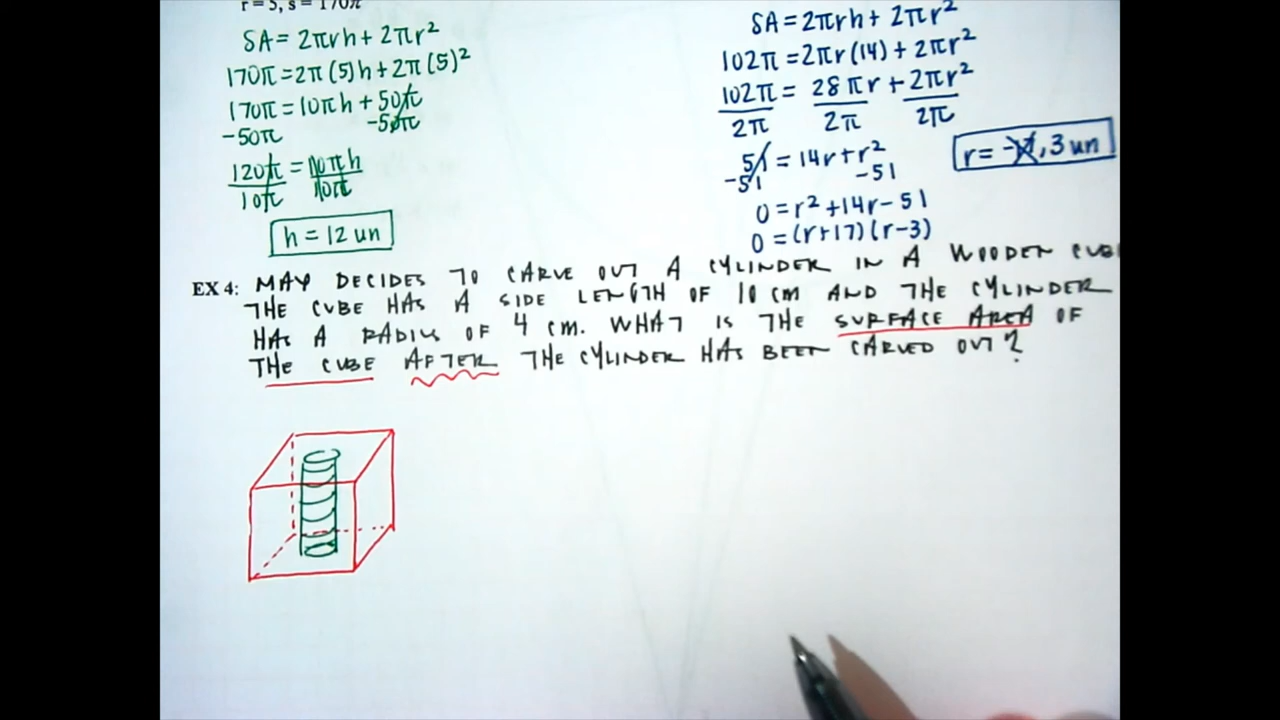 r = 5, s = 170π
SA = 2πrh + 2πr²
170π = 2π(5)h + 2π(5)²
170π = 10πh + 50π
-50π -50π
120π = 10πh
10π 10π
h = 12 un
SA = 2πrh + 2πr²
102π = 2πr(14) + 2πr²
102π = 28πr + 2πr²
2π 2π 2π
51 = 14r + r²
-51 -51
0 = r² + 14r - 51
0 = (r+17)(r-3)
r = -17, 3 un
EX 4: MAY DECIDES TO CARVE OUT A CYLINDER IN A WOODEN CUBE
THE CUBE HAS A SIDE LENGTH OF 10 CM AND THE CYLINDER
HAS A RADIUS OF 4 CM. WHAT IS THE SURFACE AREA OF
THE CUBE AFTER THE CYLINDER HAS BEEN CARVED OUT?